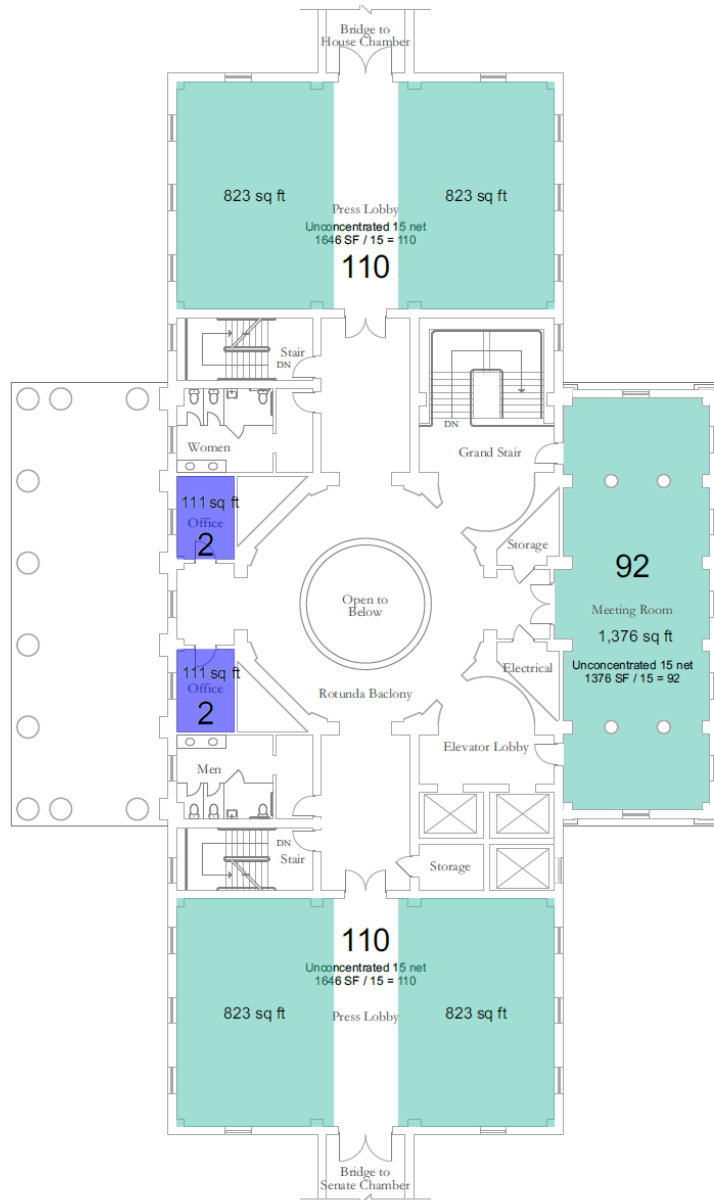 Bridge to
House Chamber
823 sq ft
823 sq ft
Press Lobby
Unconcentrated 15 net
1646 SF / 15 = 110
110
Stair
DN
DN
Women
Grand Stair
111 sq ft
Office
2
Storage
92
Open to
Below
Meeting Room
1,376 sq ft
Unconcentrated 15 net
1376 SF / 15 = 92
Electrical
111 sq ft
Office
2
Rotunda Baclony
Elevator Lobby
Men
DN
Stair
Storage
110
Unconcentrated 15 net
1646 SF / 15 = 110
823 sq ft
823 sq ft
Press Lobby
Bridge to
Senate Chamber